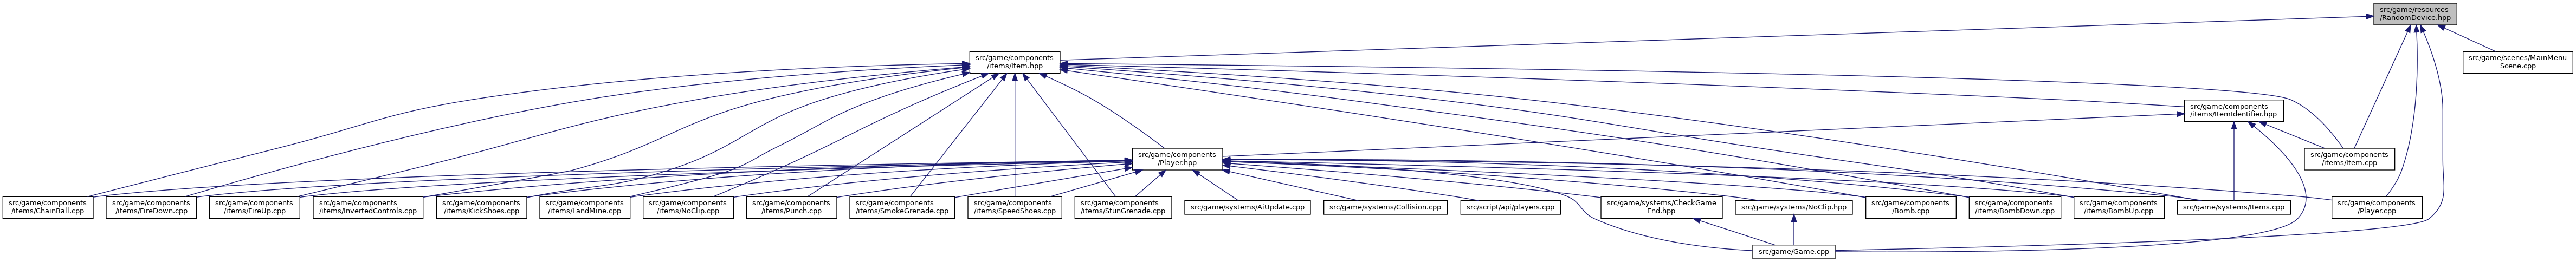 src/game/resources
/RandomDevice.hpp
src/game/components
/items/Item.hpp
src/game/scenes/MainMenu
Scene.cpp
src/game/components
/items/ItemIdentifier.hpp
src/game/components
/Player.hpp
src/game/components
/items/Item.cpp
src/game/components
/items/ChainBall.cpp
src/game/components
/items/FireDown.cpp
src/game/components
/items/FireUp.cpp
src/game/components
/items/InvertedControls.cpp
src/game/components
/items/KickShoes.cpp
src/game/components
/items/LandMine.cpp
src/game/components
/items/NoClip.cpp
src/game/components
/items/Punch.cpp
src/game/components
/items/SmokeGrenade.cpp
src/game/components
/items/SpeedShoes.cpp
src/game/components
/items/StunGrenade.cpp
src/game/systems/AiUpdate.cpp
src/game/systems/Collision.cpp
src/script/api/players.cpp
src/game/systems/CheckGame
End.hpp
src/game/systems/NoClip.hpp
src/game/components
/Bomb.cpp
src/game/components
/items/BombDown.cpp
src/game/components
/items/BombUp.cpp
src/game/systems/Items.cpp
src/game/components
/Player.cpp
src/game/Game.cpp